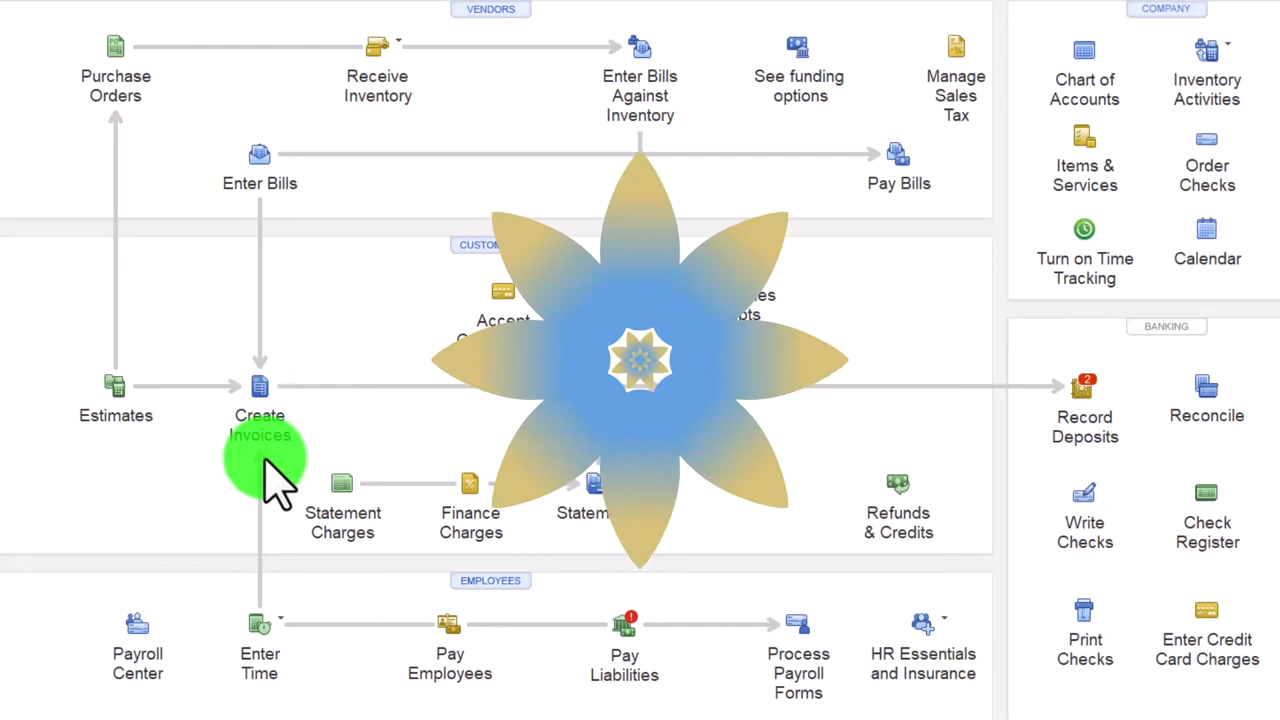 VENDORS
COMPANY
Purchase
Orders
Receive
Inventory
Enter Bills
Against
Inventory
See funding
options
Manage
Sales
Tax
Chart of
Accounts
Inventory
Activities
Enter Bills
Pay Bills
Items &
Services
Order
Checks
Turn on Time
Tracking
Calendar
CUSTOM
Accept
BANKING
Estimates
Create
Invoices
2
Record
Deposits
Reconcile
Statement
Charges
Finance
Charges
Statem
Refunds
& Credits
Write
Checks
Check
Register
EMPLOYEES
Payroll
Center
Enter
Time
Pay
Employees
Pay
Liabilities
Process
Payroll
Forms
HR Essentials
and Insurance
Print
Checks
Enter Credit
Card Charges